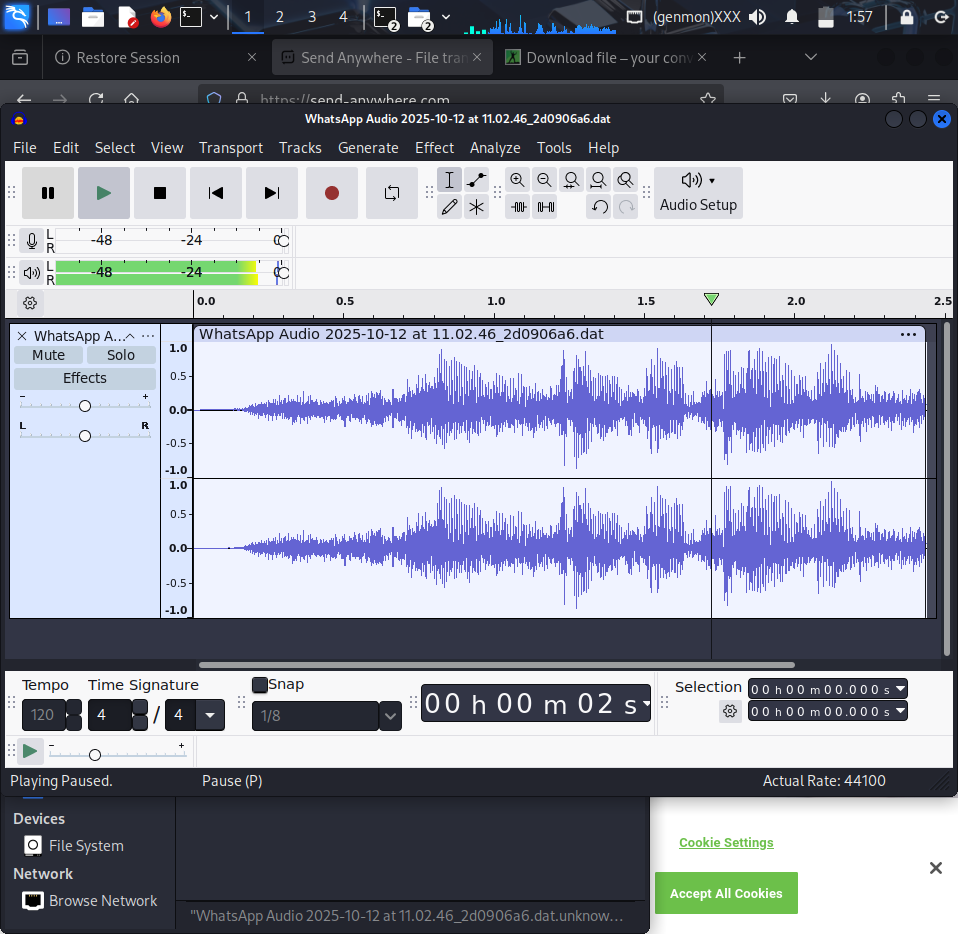 1 2 3 4 2 2 (genmon)XXX 1:57
Restore Session Send Anywhere - File tran Download file – your conv
https://send-anywhere.com
WhatsApp Audio 2025-10-12 at 11.02.46_2d0906a6.dat
File Edit Select View Transport Tracks Generate Effect Analyze Tools Help
Audio Setup
L R -48 -24 0
L R -48 -24 0
0.0 0.5 1.0 1.5 2.0 2.5
WhatsApp A... WhatsApp Audio 2025-10-12 at 11.02.46_2d0906a6.dat
Mute Solo
Effects
- +
L R
1.0
0.5-
0.0-
-0.5-
-1.0
1.0
0.5-
0.0-
-0.5-
-1.0
Tempo Time Signature Snap Selection
120 4 / 4 1/8 00 h 00 m 02 s 00 h 00 m 00.000 s
00 h 00 m 00.000 s
- +
Playing Paused. Pause (P) Actual Rate: 44100
Devices
File System
Network
Browse Network
"WhatsApp Audio 2025-10-12 at 11.02.46_2d0906a6.dat.unknow...
Cookie Settings
Accept All Cookies